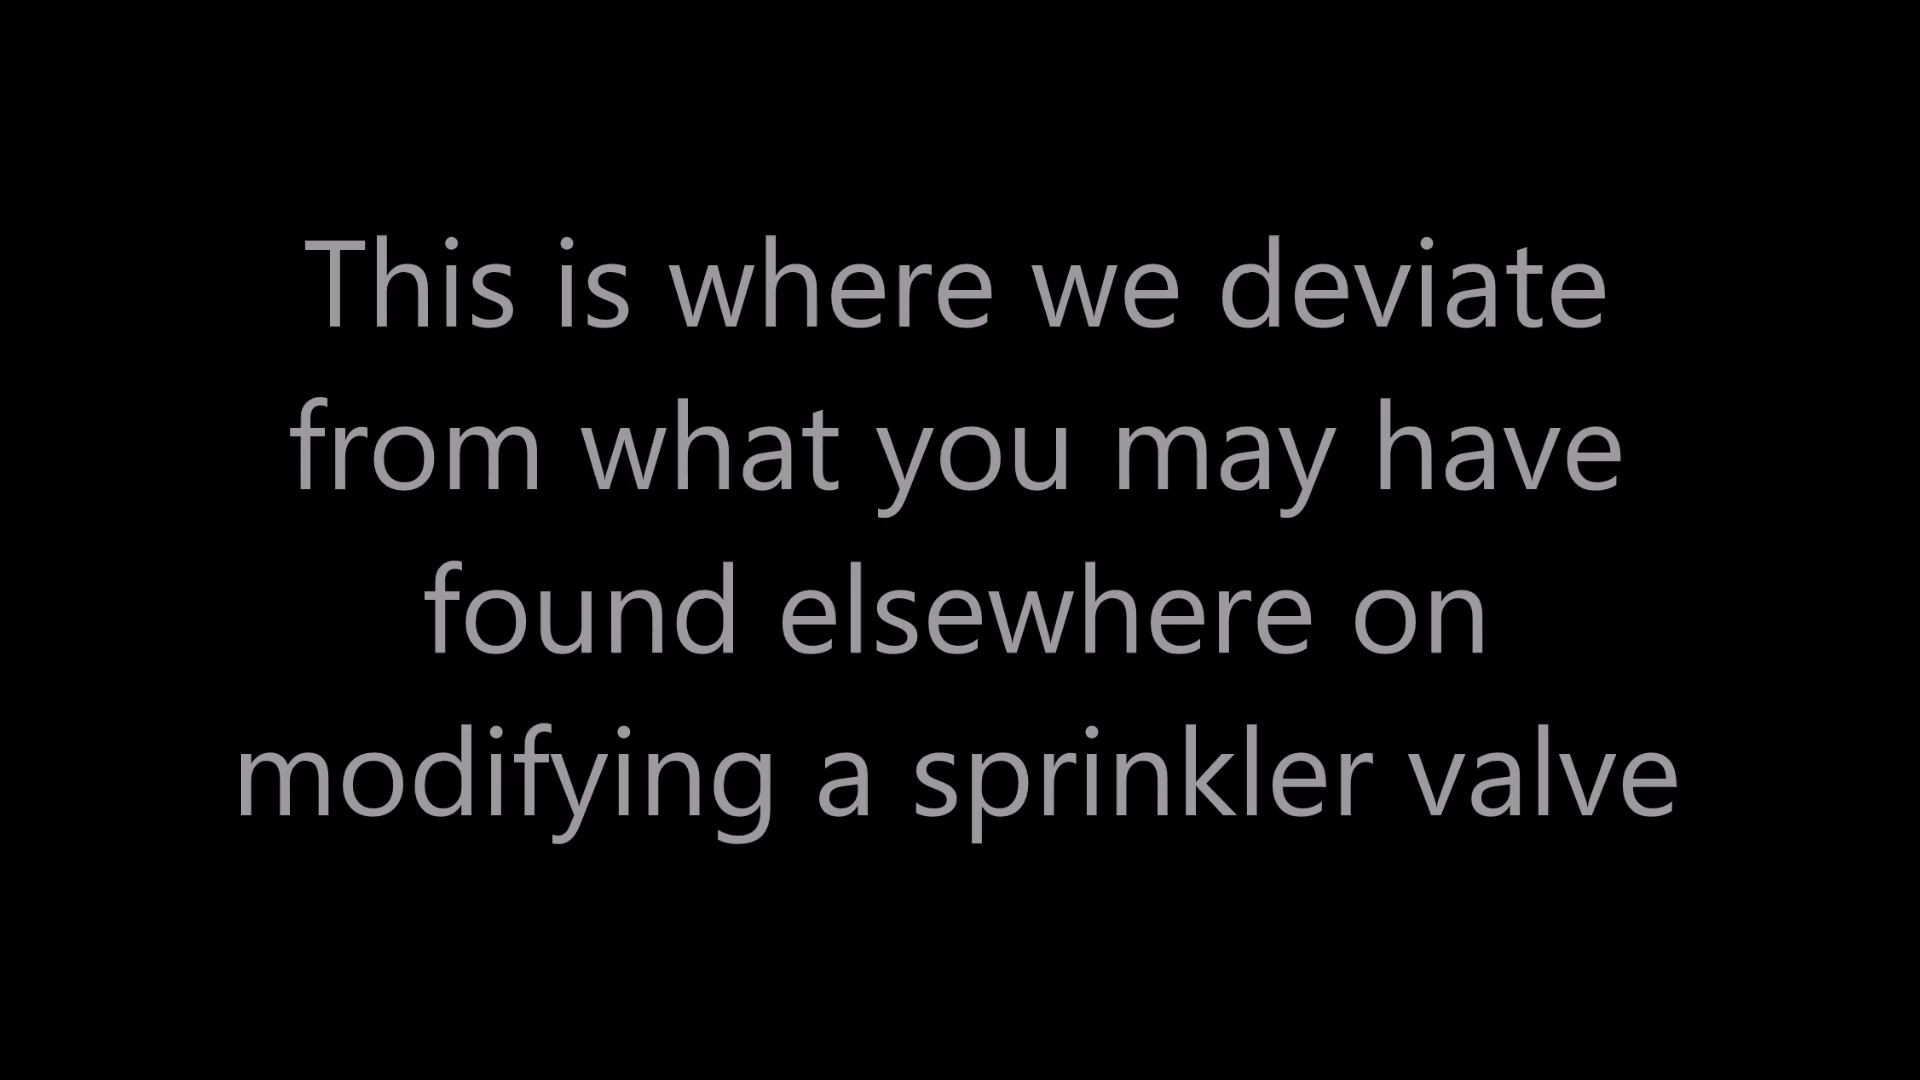 This is where we deviate
from what you may have
found elsewhere on
modifying a sprinkler valve